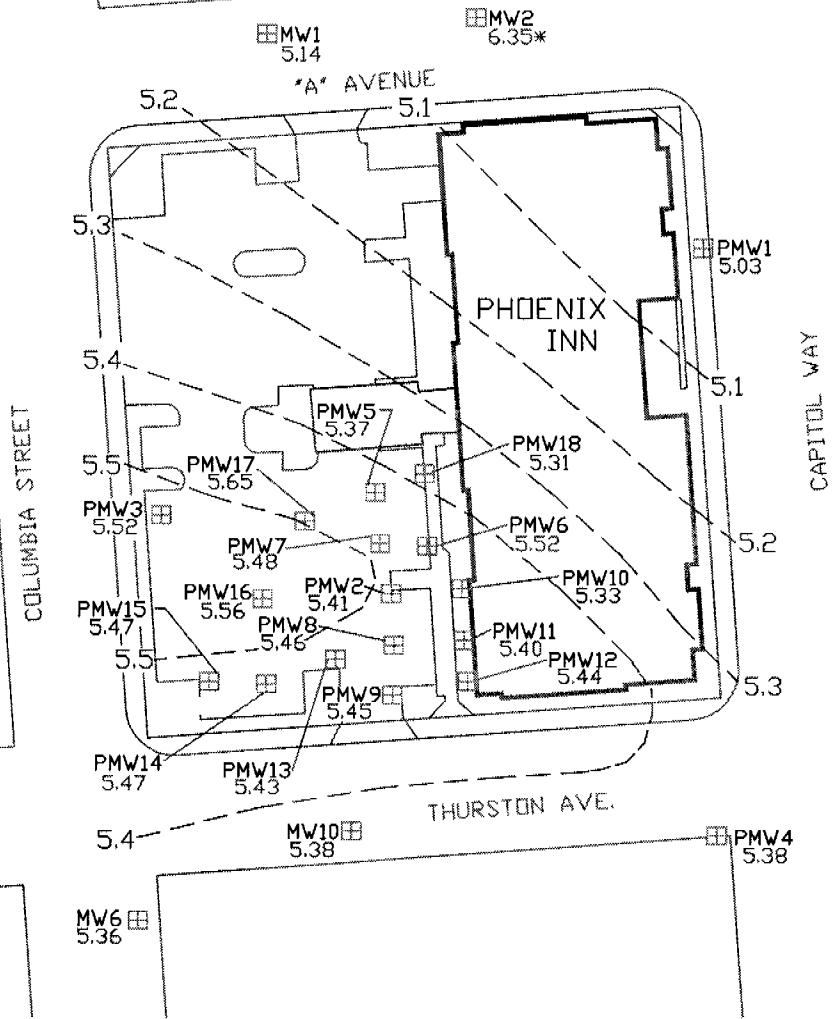 MW1
5.14
MW2
6.35*
"A" AVENUE
5.2
5.1
5.3
PMW1
5.03
PHOENIX
INN
5.4
5.1
CAPITOL WAY
COLUMBIA STREET
PMW5
5.37
PMW18
5.31
5.5
PMW17
5.65
PMW3
5.52
PMW6
5.52
5.2
PMW7
5.48
PMW10
5.33
PMW2
5.41
PMW16
5.56
PMW15
5.47
PMW8
5.46
PMW11
5.40
5.5
PMW12
5.44
5.3
PMW9
5.45
PMW14
5.47
PMW13
5.43
THURSTON AVE.
5.4
MW10
5.38
PMW4
5.38
MW6
5.36